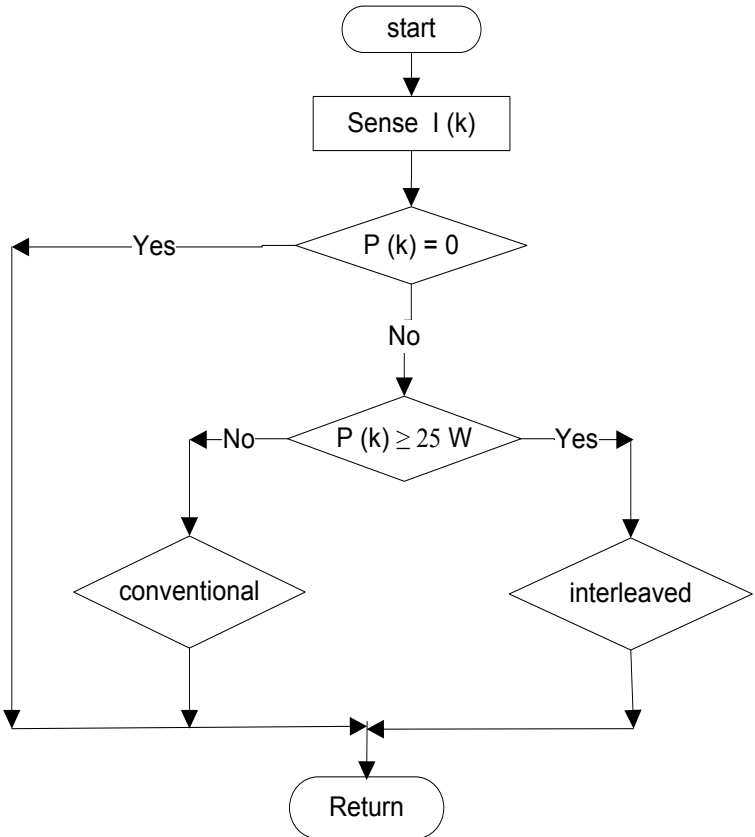 start
Sense I (k)
P (k) = 0
Yes
No
P (k) ≥ 25 W
No
Yes
conventional
interleaved
Return